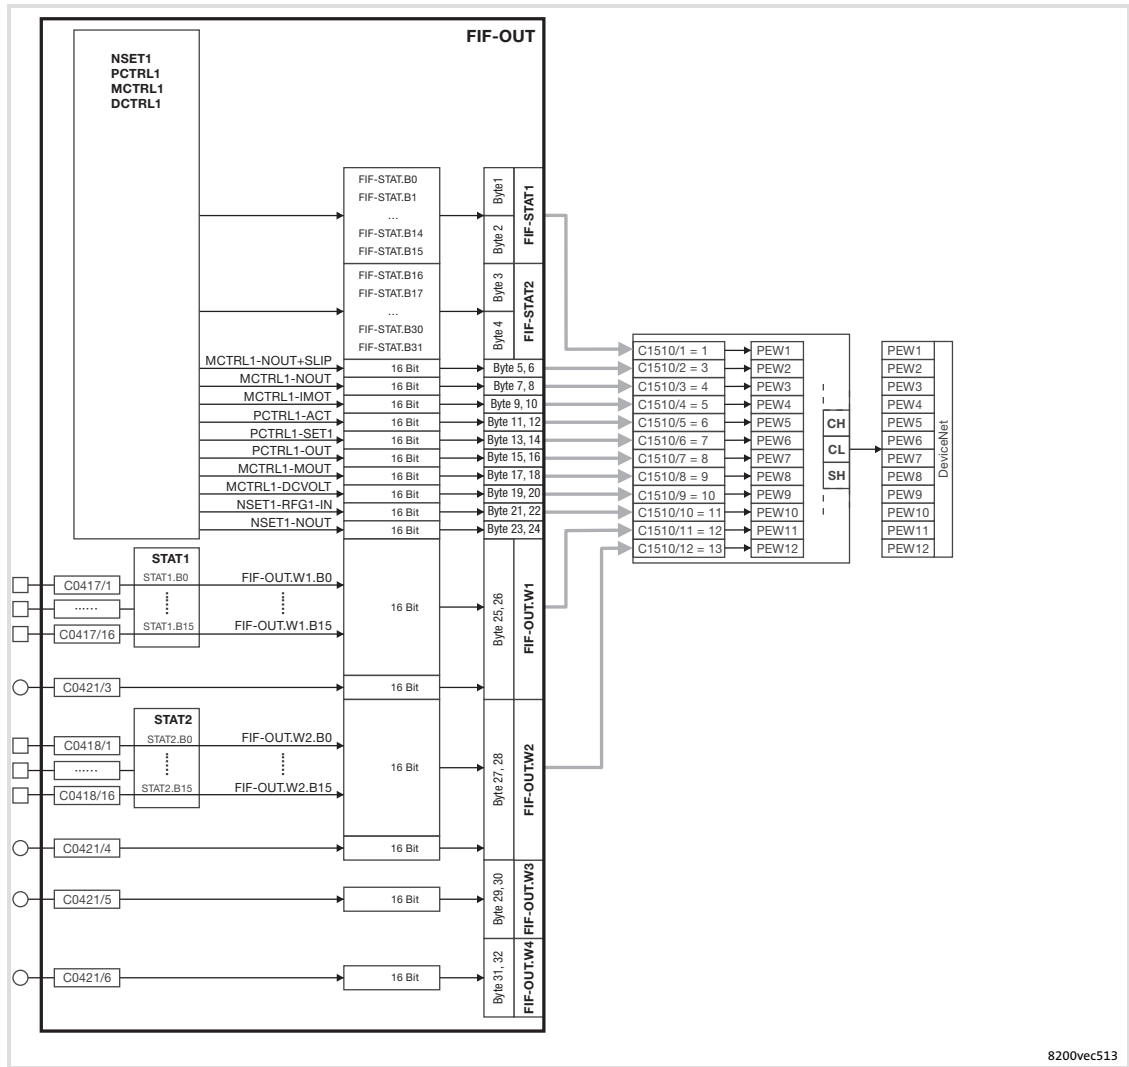 FIF-OUT
NSET1
PCTRL1
MCTRL1
DCTRL1
FIF-STAT.B0
FIF-STAT.B1
...
FIF-STAT.B14
FIF-STAT.B15
Byte1
Byte 2
FIF-STAT1
FIF-STAT.B16
FIF-STAT.B17
...
FIF-STAT.B30
FIF-STAT.B31
Byte 3
Byte 4
FIF-STAT2
MCTRL1-NOUT+SLIP 16 Bit Byte 5, 6
MCTRL1-NOUT 16 Bit Byte 7, 8
MCTRL1-IMOT 16 Bit Byte 9, 10
PCTRL1-ACT 16 Bit Byte 11, 12
PCTRL1-SET1 16 Bit Byte 13, 14
PCTRL1-OUT 16 Bit Byte 15, 16
MCTRL1-MOUT 16 Bit Byte 17, 18
MCTRL1-DCVOLT 16 Bit Byte 19, 20
NSET1-RFG1-IN 16 Bit Byte 21, 22
NSET1-NOUT 16 Bit Byte 23, 24
C1510/1 = 1 PEW1 PEW1
C1510/2 = 3 PEW2 PEW2
C1510/3 = 4 PEW3 PEW3
C1510/4 = 5 PEW4 PEW4
C1510/5 = 6 PEW5 PEW5
C1510/6 = 7 PEW6 PEW6
C1510/7 = 8 PEW7 PEW7
C1510/8 = 9 PEW8 PEW8
C1510/9 = 10 PEW9 PEW9
C1510/10 = 11 PEW10 PEW10
C1510/11 = 12 PEW11 PEW11
C1510/12 = 13 PEW12 PEW12
CH
CL
SH
DeviceNet
STAT1
C0417/1 STAT1.B0 FIF-OUT.W1.B0
......
C0417/16 STAT1.B15 FIF-OUT.W1.B15
16 Bit
Byte 25, 26
FIF-OUT.W1
C0421/3 16 Bit
STAT2
C0418/1 STAT2.B0 FIF-OUT.W2.B0
......
C0418/16 STAT2.B15 FIF-OUT.W2.B15
16 Bit
Byte 27, 28
FIF-OUT.W2
C0421/4 16 Bit
C0421/5 16 Bit
Byte 29, 30
FIF-OUT.W3
C0421/6 16 Bit
Byte 31, 32
FIF-OUT.W4
8200vec513